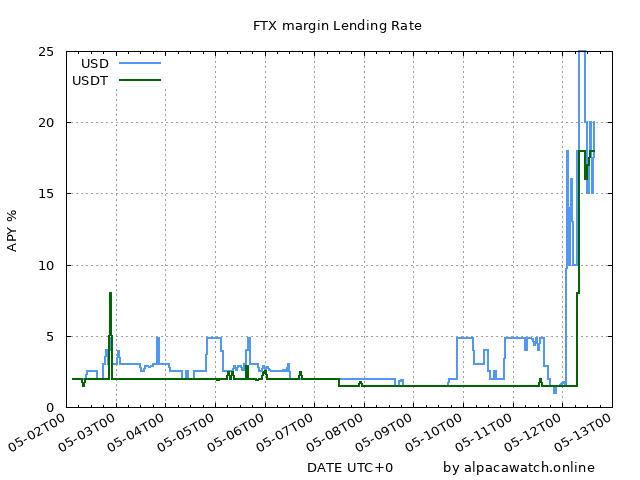 FTX margin Lending Rate
USD
USDT
25
20
15
10
5
0
APY %
05-02T00
05-03T00
05-04T00
05-05T00
05-06T00
05-07T00
05-08T00
05-09T00
05-10T00
05-11T00
05-12T00
05-13T00
DATE UTC+0
by alpacawatch.online